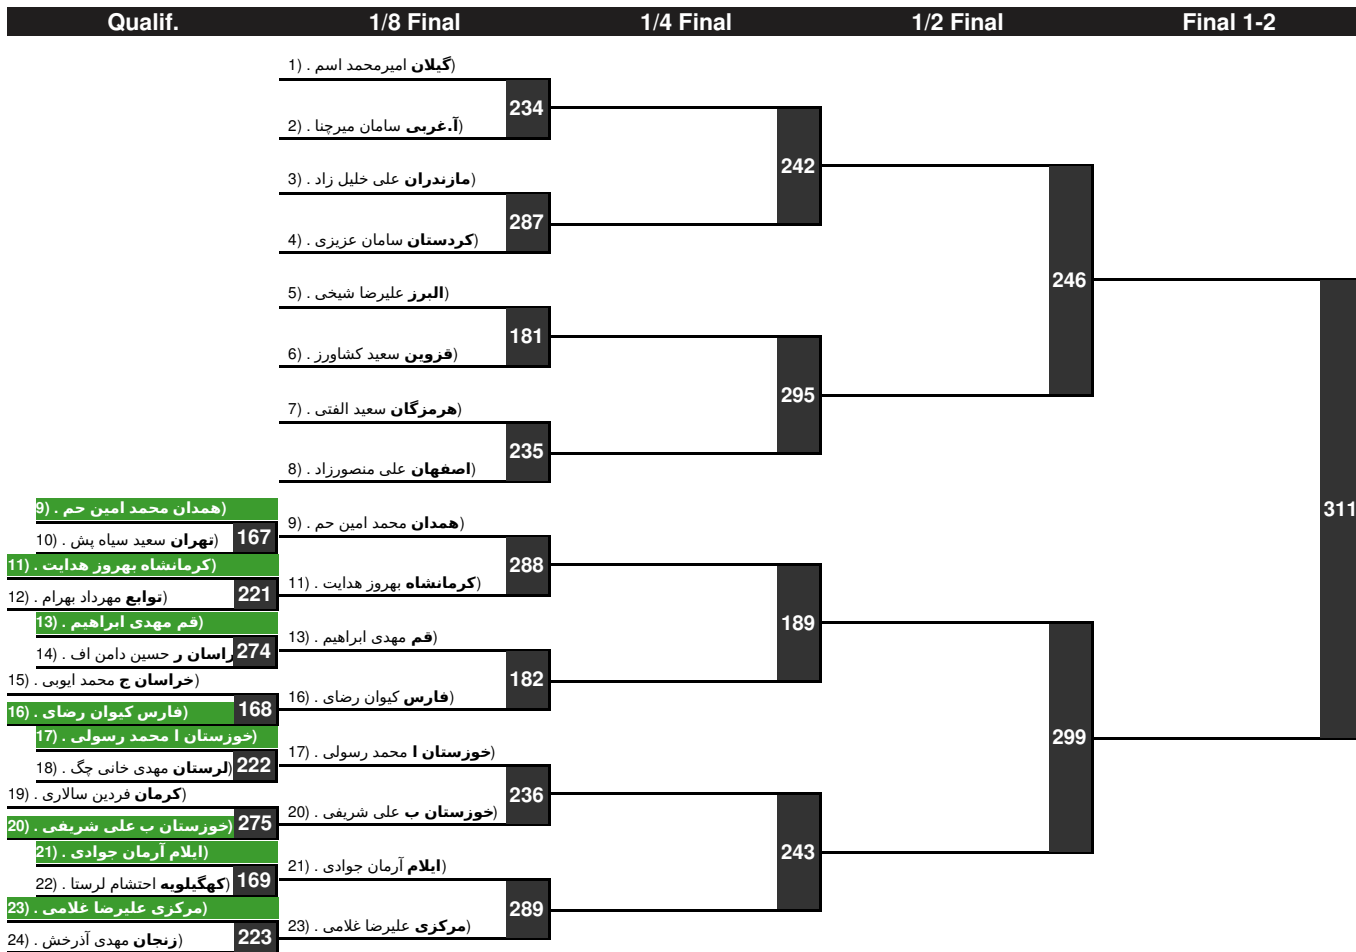 Qualif. 1/8 Final 1/4 Final 1/2 Final Final 1-2
1) . امیرمحمد اسم گیلان)
234
2) . سامان میرچنا آ.غربی)
242
3) . علی خلیل زاد مازندران)
287
4) . سامان عزیزی کردستان)
246
5) . علیرضا شیخی البرز)
181
6) . سعید کشاورز قزوین)
295
7) . سعید الفتی هرمزگان)
235
8) . علی منصورزاد اصفهان)
311
9) . همدان محمد امین حم)
167
10) . سعید سیاه پش تهران)
9) . محمد امین حم همدان)
288
11) . کرمانشاه بهروز هدایت)
221
12) . مهرداد بهرام توابع)
11) . بهروز هدایت کرمانشاه)
189
13) . قم مهدی ابراهیم)
274
14) . حسین دامن اف راسان ر
13) . مهدی ابراهیم قم)
182
15) . محمد ایوبی خراسان ج)
168
16) . فارس کیوان رضای)
16) . کیوان رضای فارس)
299
17) . خوزستان ا محمد رسولی)
222
18) . مهدی خانی چگ لرستان)
17) . محمد رسولی خوزستان ا)
236
19) . فردین سالاری کرمان)
275
20) . خوزستان ب علی شریفی)
20) . علی شریفی خوزستان ب)
243
21) . ایلام آرمان جوادی)
169
22) . احتشام لرستا کهگیلویه)
21) . آرمان جوادی ایلام)
289
23) . مرکزی علیرضا غلامی)
223
24) . مهدی آذرخش زنجان)
23) . علیرضا غلامی مرکزی)